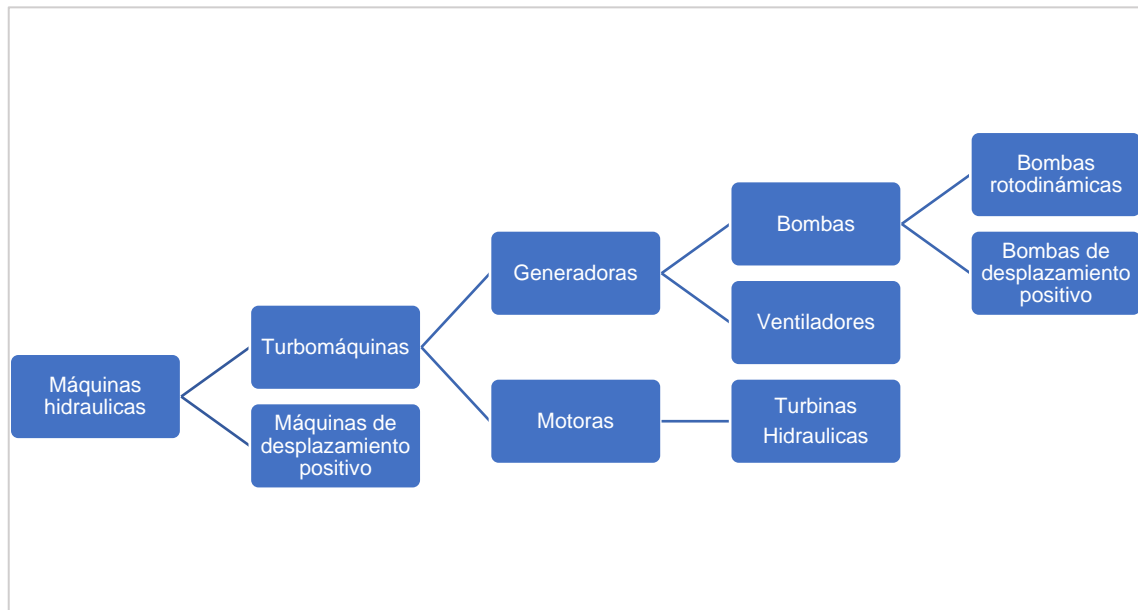 Máquinas
hidraulicas
Turbomáquinas
Máquinas de
desplazamiento
positivo
Generadoras
Motoras
Bombas
Ventiladores
Turbinas
Hidraulicas
Bombas
rotodinámicas
Bombas de
desplazamiento
positivo